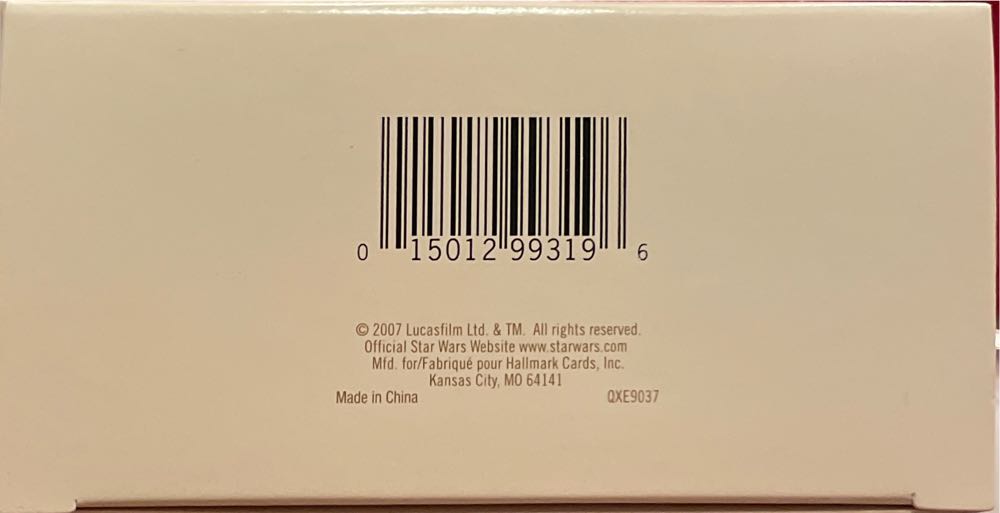 0 15012 99319 6
© 2007 Lucasfilm Ltd. & TM. All rights reserved.
Official Star Wars Website www.starwars.com
Mfd. for/Fabriqué pour Hallmark Cards, Inc.
Kansas City, MO 64141
Made in China QXE9037